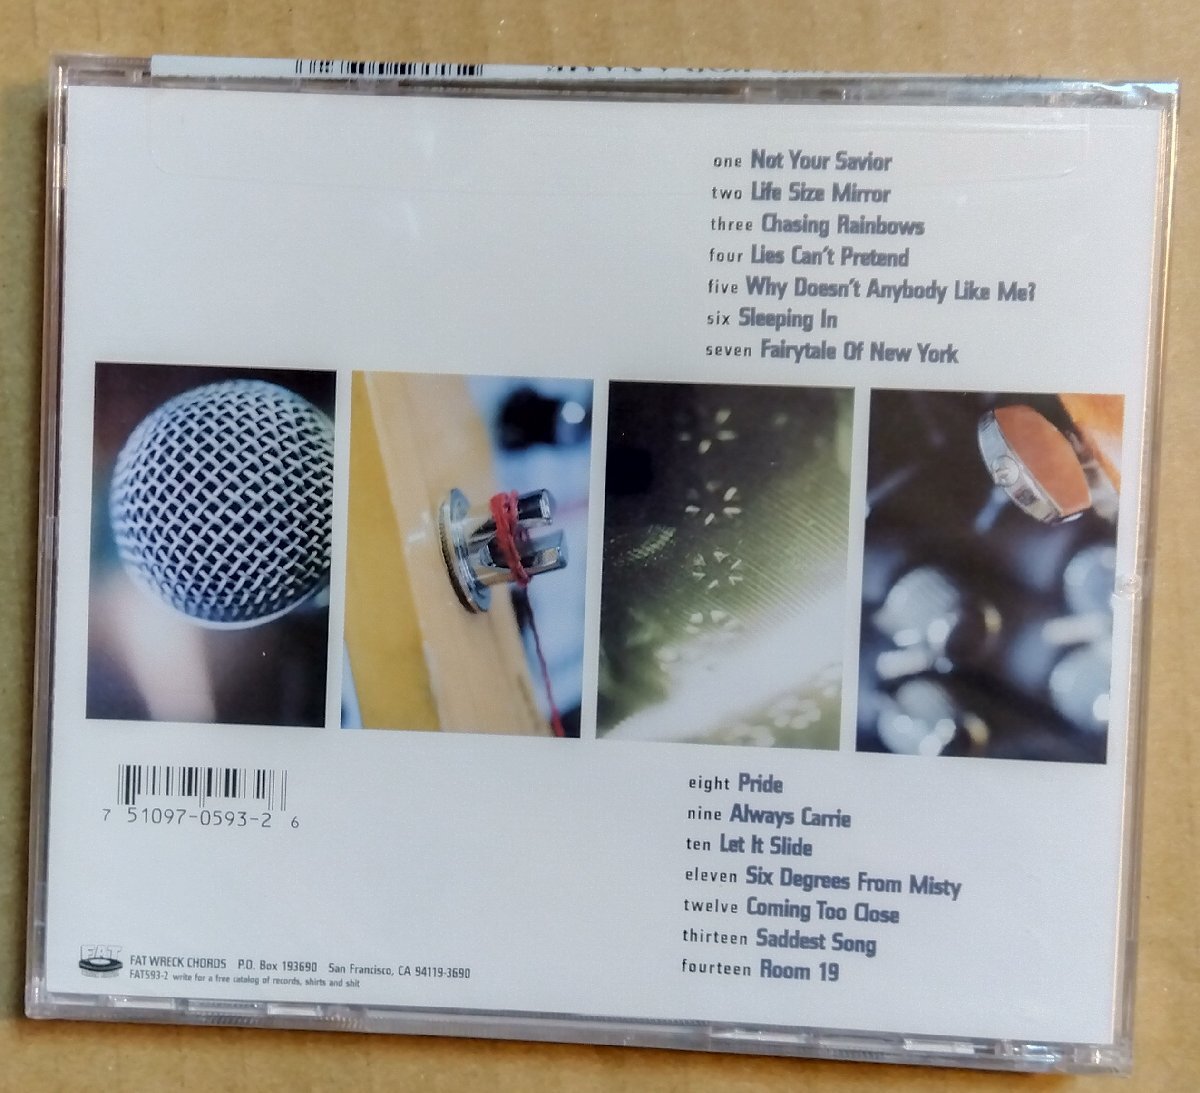 one Not Your Savior
two Life Size Mirror
three Chasing Rainbows
four Lies Can't Pretend
five Why Doesn't Anybody Like Me?
six Sleeping In
seven Fairytale Of New York
7 51097-0593-2 6
eight Pride
nine Always Carrie
ten Let It Slide
eleven Six Degrees From Misty
twelve Coming Too Close
thirteen Saddest Song
fourteen Room 19
FAT
FAT WRECK CHORDS P.O. Box 193690 San Francisco, CA 94119-3690
FAT593-2 write for a free catalog of records, shirts and shit